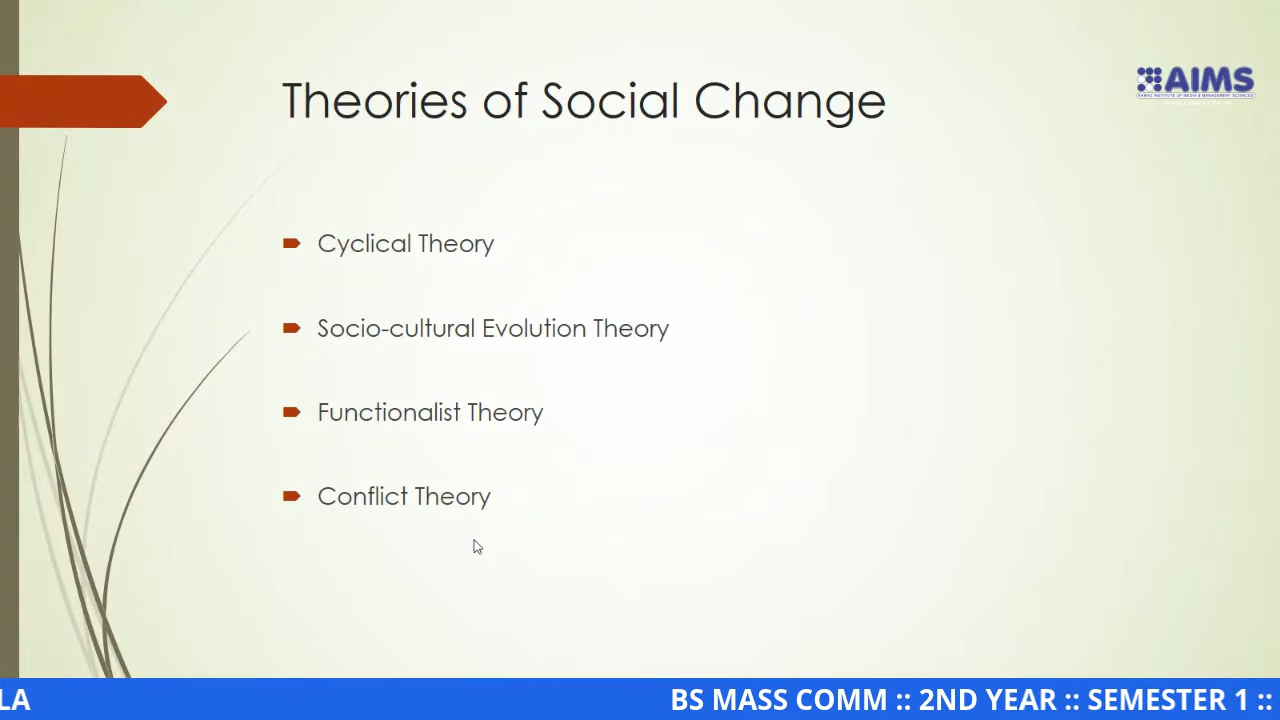 Theories of Social Change
AIMS
Cyclical Theory
Socio-cultural Evolution Theory
Functionalist Theory
Conflict Theory
LA
BS MASS COMM :: 2ND YEAR :: SEMESTER 1 ::